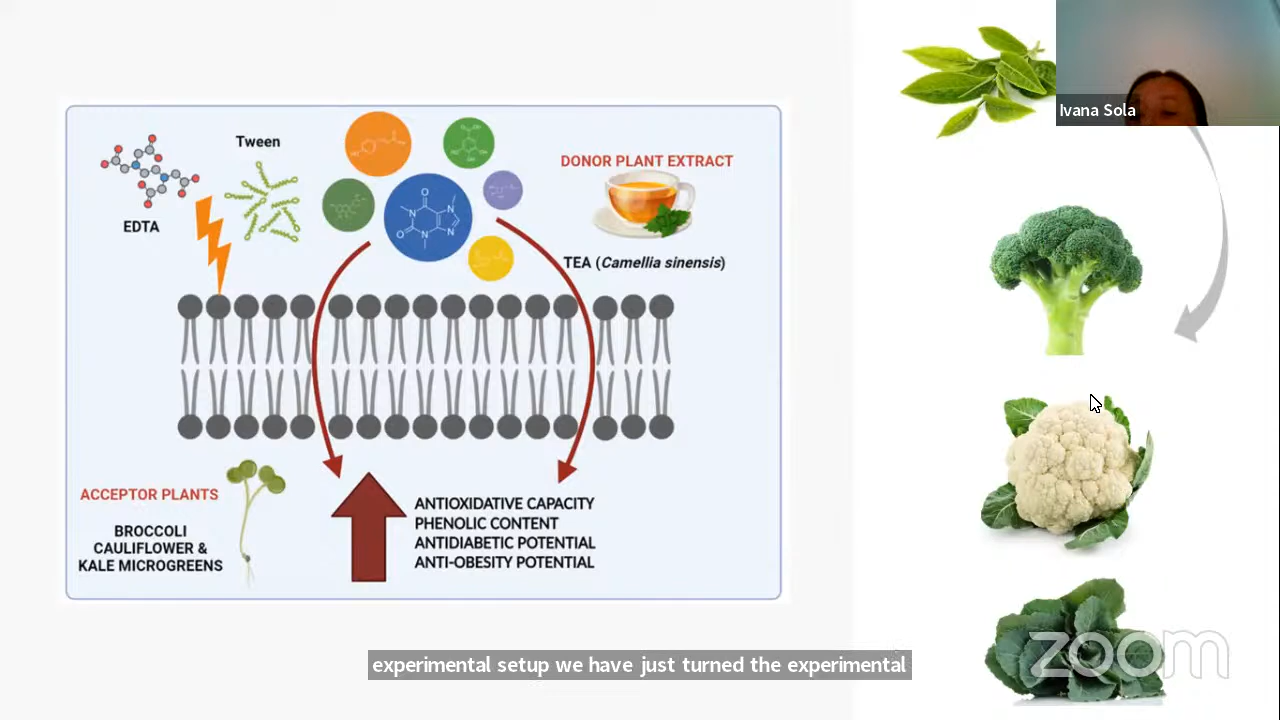 Tween
EDTA
DONOR PLANT EXTRACT
TEA (Camellia sinensis)
O
N
N
O
N
N
ACCEPTOR PLANTS
BROCCOLI
CAULIFLOWER &
KALE MICROGREENS
ANTIOXIDATIVE CAPACITY
PHENOLIC CONTENT
ANTIDIABETIC POTENTIAL
ANTI-OBESITY POTENTIAL
Ivana Sola
zoom
experimental setup we have just turned the experimental